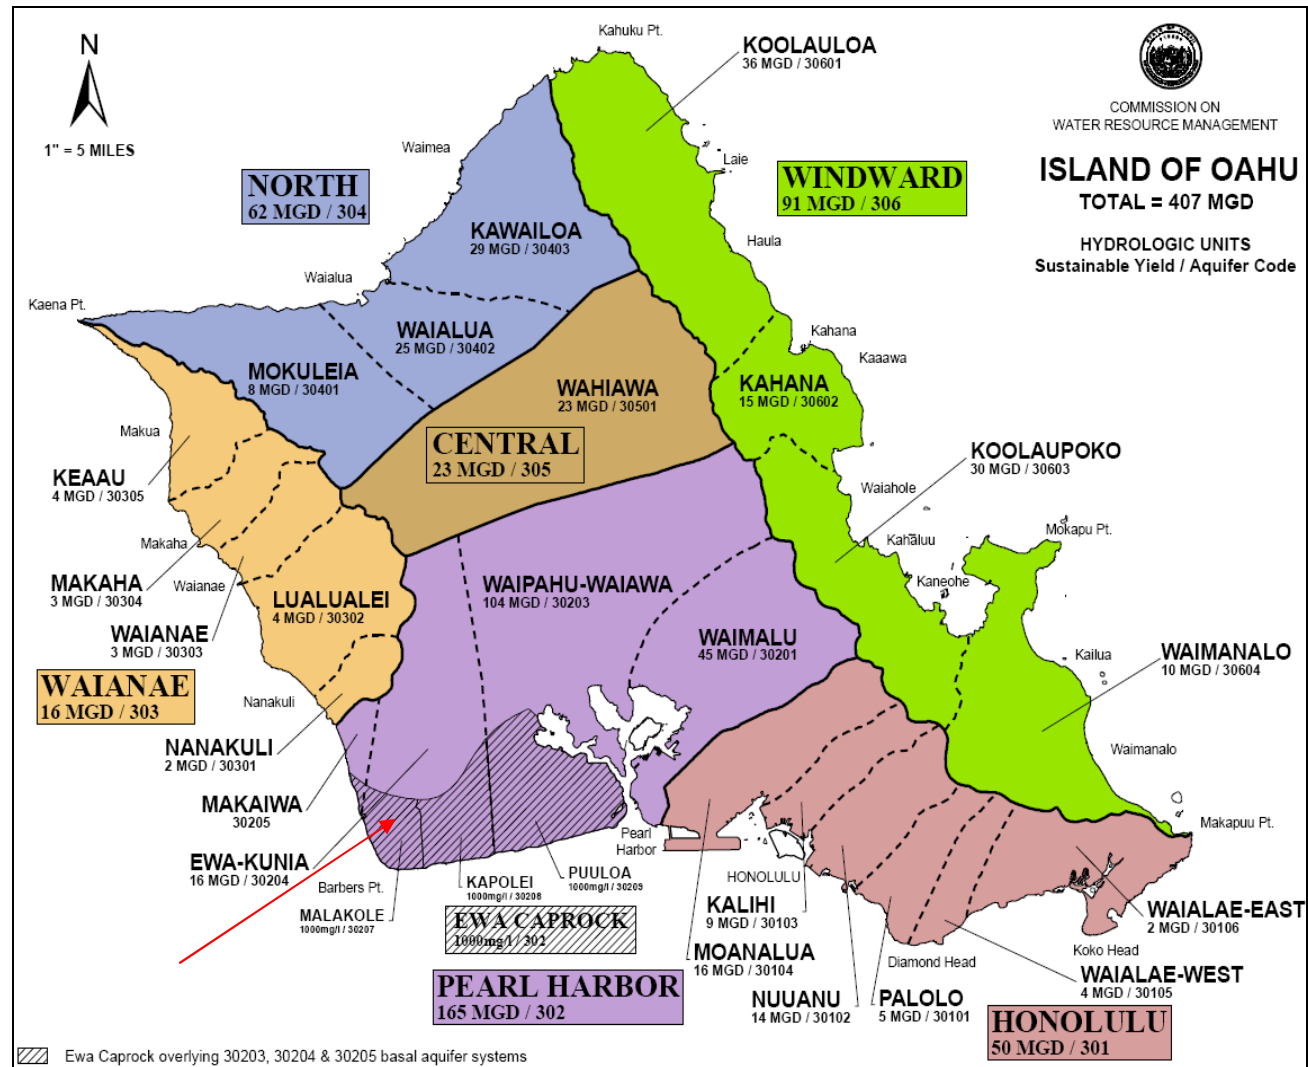 N
1" = 5 MILES
Kahuku Pt.
KOOLAULOA
36 MGD / 30601
COMMISSION ON
WATER RESOURCE MANAGEMENT
ISLAND OF OAHU
TOTAL = 407 MGD
HYDROLOGIC UNITS
Sustainable Yield / Aquifer Code
Waimea
Laie
NORTH
62 MGD / 304
WINDWARD
91 MGD / 306
KAWAILOA
29 MGD / 30403
Haula
Waialua
Kaena Pt.
WAIALUA
25 MGD / 30402
Kahana
Kaaawa
MOKULEIA
8 MGD / 30401
WAHIAWA
23 MGD / 30501
KAHANA
15 MGD / 30602
Makua
CENTRAL
23 MGD / 305
KOOLAUPOKO
30 MGD / 30603
KEAAU
4 MGD / 30305
Waiahole
Makaha
Kahaluu
Mokapu Pt.
MAKAHA
3 MGD / 30304
Waianae
Kaneohe
WAIPAHU-WAIAWA
104 MGD / 30203
LUALUALEI
4 MGD / 30302
WAIANAE
3 MGD / 30303
WAIMALU
45 MGD / 30201
Kailua
WAIMANALO
10 MGD / 30604
WAIANAE
16 MGD / 303
Nanakuli
NANAKULI
2 MGD / 30301
Waimanalo
MAKAIWA
30205
Makapuu Pt.
EWA-KUNIA
16 MGD / 30204
Pearl
Harbor
Barbers Pt.
KAPOLEI
1000mg/l / 30208
PUULOA
1000mg/l / 30209
HONOLULU
MALAKOLE
1000mg/l / 30207
EWA CAPROCK
1000mg/l / 302
KALIHI
9 MGD / 30103
WAIALAE-EAST
2 MGD / 30106
MOANALUA
16 MGD / 30104
Koko Head
Diamond Head
WAIALAE-WEST
4 MGD / 30105
PEARL HARBOR
165 MGD / 302
NUUANU
14 MGD / 30102
PALOLO
5 MGD / 30101
HONOLULU
50 MGD / 301
Ewa Caprock overlying 30203, 30204 & 30205 basal aquifer systems